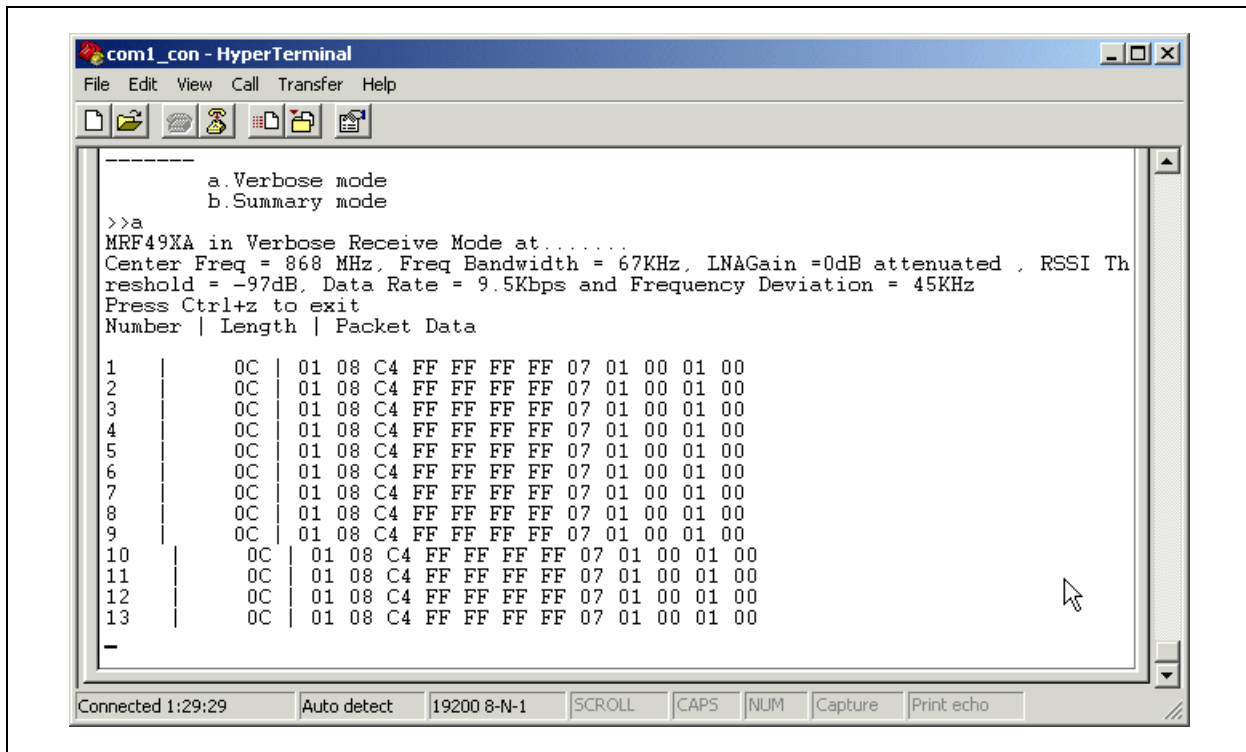 com1_con - HyperTerminal
File Edit View Call Transfer Help
-------
a.Verbose mode
b.Summary mode
>>a
MRF49XA in Verbose Receive Mode at.......
Center Freq = 868 MHz, Freq Bandwidth = 67KHz, LNAGain =0dB attenuated , RSSI Th
reshold = -97dB, Data Rate = 9.5Kbps and Frequency Deviation = 45KHz
Press Ctrl+z to exit
Number | Length | Packet Data
1 | 0C | 01 08 C4 FF FF FF FF 07 01 00 01 00
2 | 0C | 01 08 C4 FF FF FF FF 07 01 00 01 00
3 | 0C | 01 08 C4 FF FF FF FF 07 01 00 01 00
4 | 0C | 01 08 C4 FF FF FF FF 07 01 00 01 00
5 | 0C | 01 08 C4 FF FF FF FF 07 01 00 01 00
6 | 0C | 01 08 C4 FF FF FF FF 07 01 00 01 00
7 | 0C | 01 08 C4 FF FF FF FF 07 01 00 01 00
8 | 0C | 01 08 C4 FF FF FF FF 07 01 00 01 00
9 | 0C | 01 08 C4 FF FF FF FF 07 01 00 01 00
10 | 0C | 01 08 C4 FF FF FF FF 07 01 00 01 00
11 | 0C | 01 08 C4 FF FF FF FF 07 01 00 01 00
12 | 0C | 01 08 C4 FF FF FF FF 07 01 00 01 00
13 | 0C | 01 08 C4 FF FF FF FF 07 01 00 01 00
_
Connected 1:29:29 Auto detect 19200 8-N-1 SCROLL CAPS NUM Capture Print echo